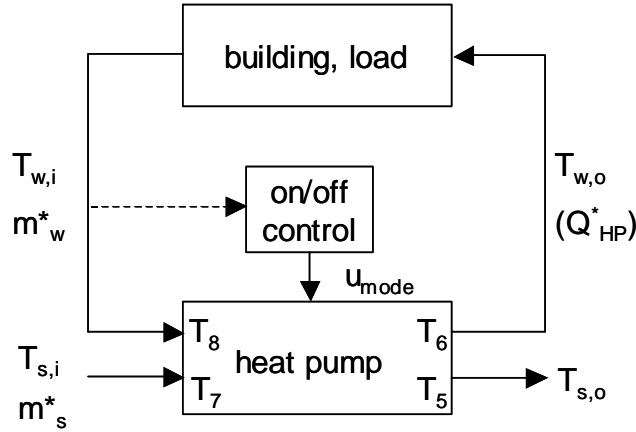 building, load
T_w,i
m*_w
on/off
control
T_w,o
(Q*_HP)
u_mode
T_8
T_6
heat pump
T_7
T_5
T_s,i
m*_s
T_s,o